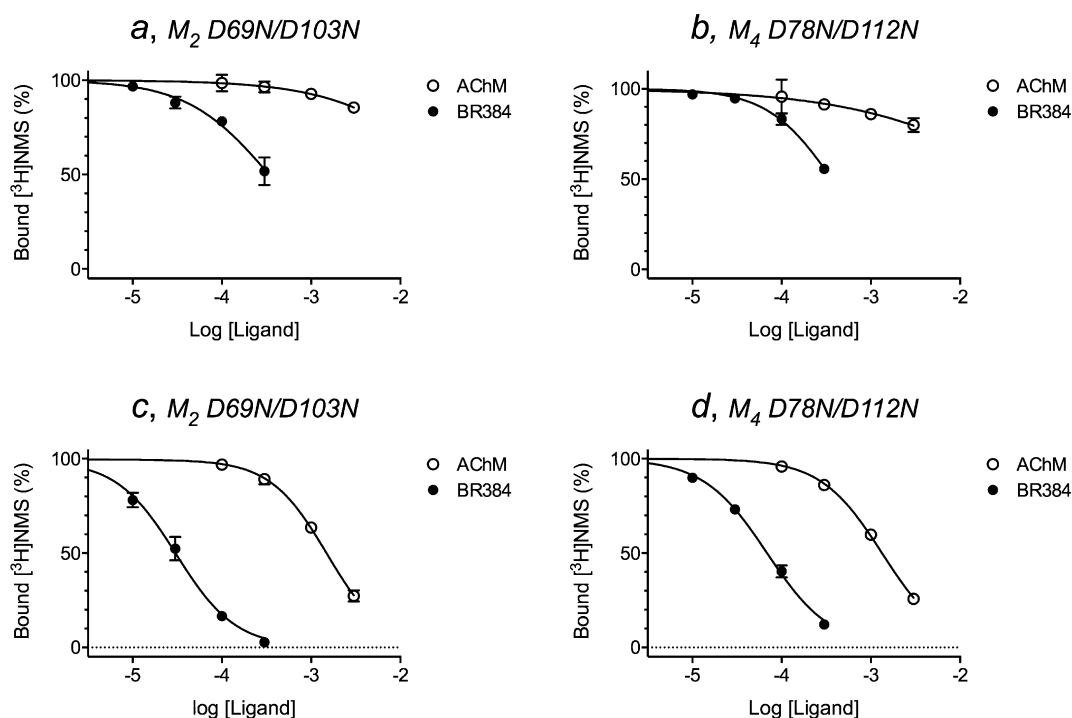 a, M2 D69N/D103N
Bound [³H]NMS (%)
100
50
0
-5 -4 -3 -2
Log [Ligand]
AChM
BR384
b, M4 D78N/D112N
Bound [³H]NMS (%)
100
50
0
-5 -4 -3 -2
Log [Ligand]
AChM
BR384
c, M2 D69N/D103N
Bound [³H]NMS (%)
100
50
0
-5 -4 -3 -2
log [Ligand]
AChM
BR384
d, M4 D78N/D112N
Bound [³H]NMS (%)
100
50
0
-5 -4 -3 -2
Log [Ligand]
AChM
BR384